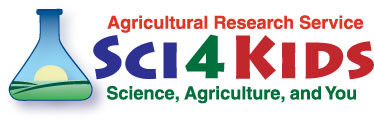 Agricultural Research Service
Sci4Kids
Science, Agriculture, and You